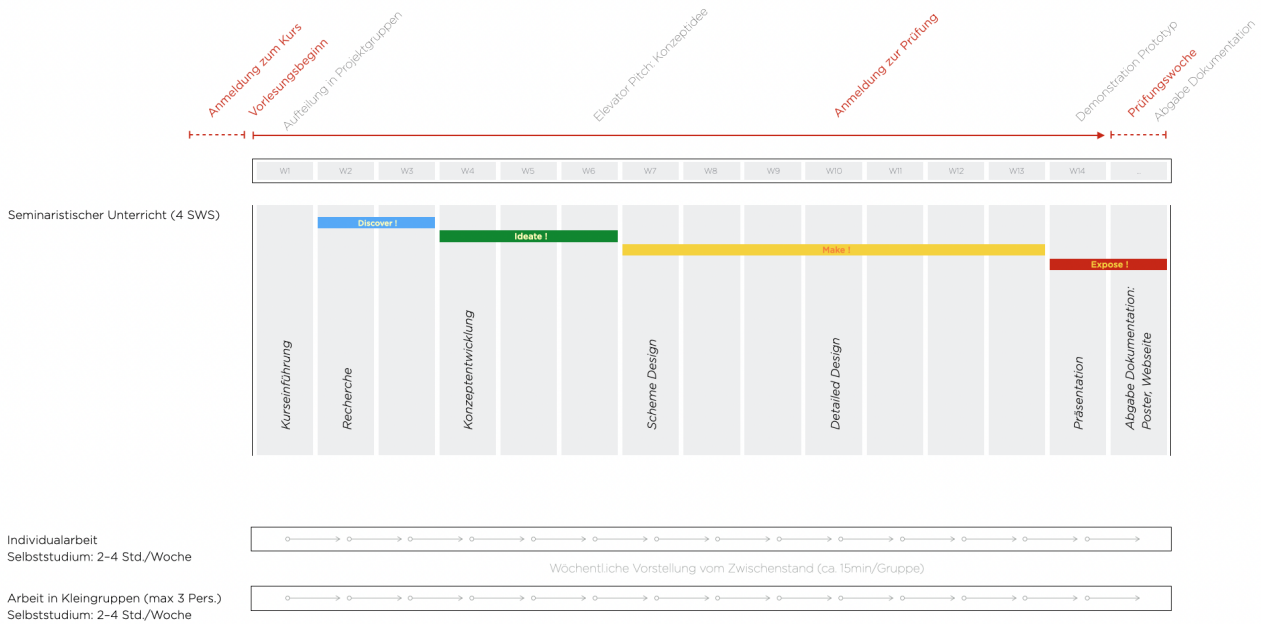 Anmeldung zum Kurs
Vorlesungsbeginn
Aufteilung in Projektgruppen
Elevator Pitch: Konzeptidee
Anmeldung zur Prüfung
Demonstration Prototyp
Prüfungswoche
Abgabe Dokumentation
W1 W2 W3 W4 W5 W6 W7 W8 W9 W10 W11 W12 W13 W14 ..
Seminaristischer Unterricht (4 SWS)
Discover !
Ideate !
Make !
Expose !
Kurseinführung
Recherche
Konzeptentwicklung
Scheme Design
Detailed Design
Präsentation
Abgabe Dokumentation:
Poster, Webseite
Individualarbeit
Selbststudium: 2–4 Std./Woche
Wöchentliche Vorstellung vom Zwischenstand (ca. 15min/Gruppe)
Arbeit in Kleingruppen (max 3 Pers.)
Selbststudium: 2–4 Std./Woche